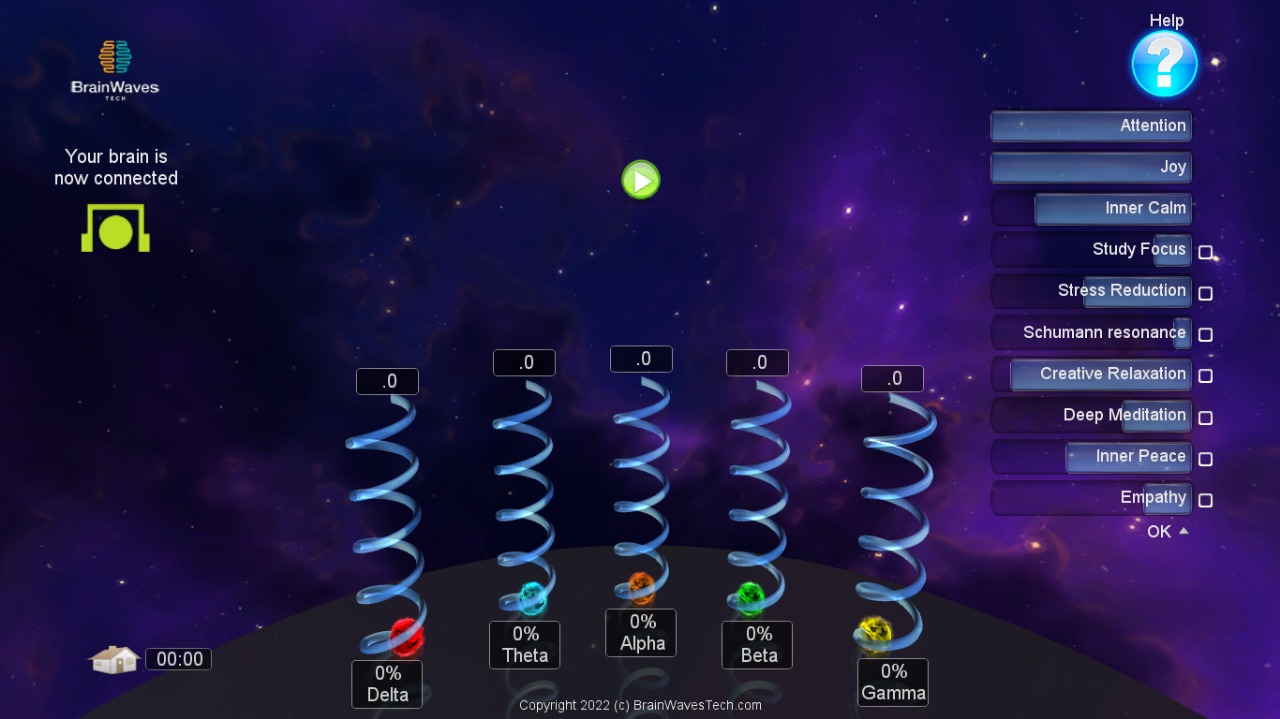 Help
?
BrainWaves
TECH
Your brain is
now connected
Attention
Joy
Inner Calm
Study Focus
Stress Reduction
Schumann resonance
Creative Relaxation
Deep Meditation
Inner Peace
Empathy
OK
.0
.0
.0
.0
.0
0%
Delta
0%
Theta
0%
Alpha
0%
Beta
0%
Gamma
00:00
Copyright 2022 (c) BrainWavesTech.com